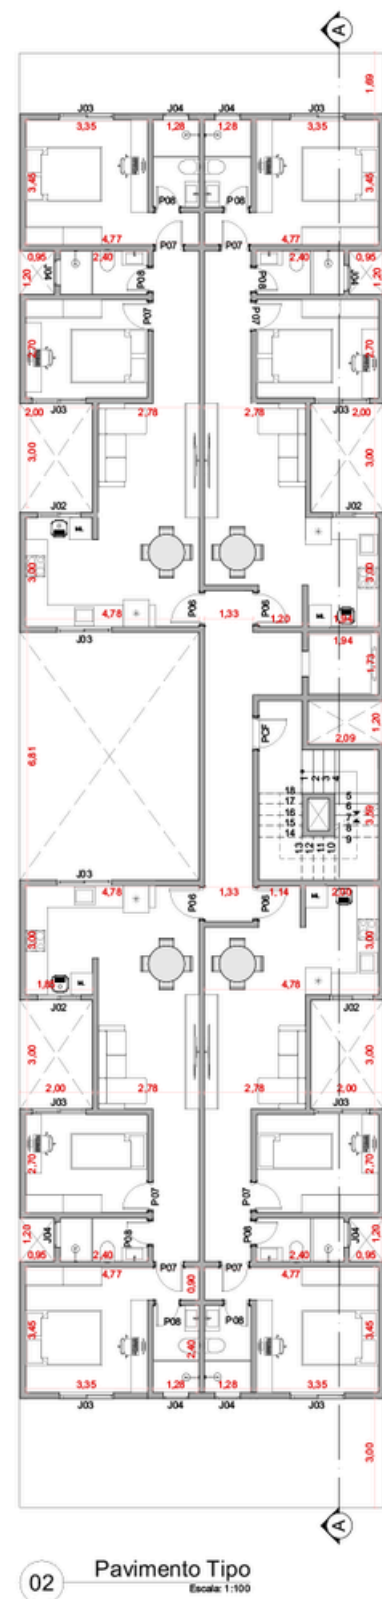 A
1,69
J03 J04 J04 J03
3,35 1,28 1,28 3,35
3,45 3,45
P08 P08
4,77 P07 P07 4,77
0,95 J04 2,40 P08 P08 2,40 J04 0,95
1,20 1,20
P07 P07
2,70 2,70
J03 J03
2,00 2,78 2,78 2,00
3,00 3,00
J02 J02
ML
3,00 3,00
4,78 P06 1,33 P06 1,20 ML 1,94
J03 1,94
1,73
1,20
2,09
PCF
6,81
1 2 3 4
18 5
17 6
16 7
15 8
14 9
13 12 11 10
3,59
J03
4,78 P06 1,33 1,14 P06 ML 2,00
3,00 3,00
ML 4,78
J02 J02
3,00 3,00
2,00 2,78 2,78 2,00
J03 J03
2,70 2,70
P07 P07
1,20 J04 P08 P08 J04 1,20
0,95 2,40 2,40 0,95
4,77 P07 0,90 P07 4,77
P08 P08
3,45 2,40 3,45
3,35 1,28 1,28 3,35
J03 J04 J04 J03
3,00
A
02 Pavimento Tipo
Escala: 1:100